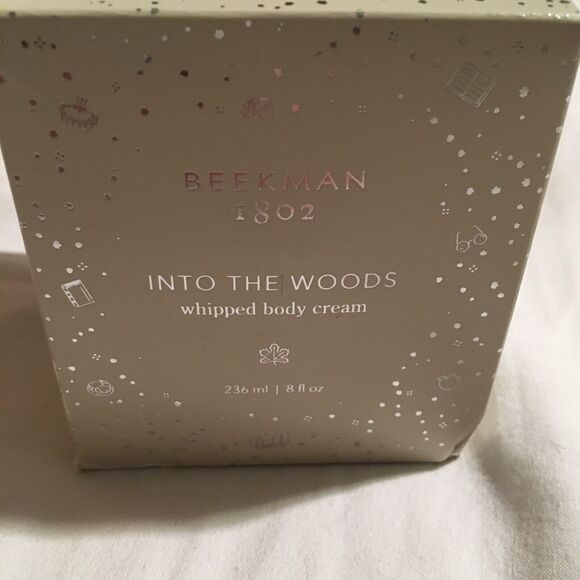 BEEKMAN
1802
INTO THE WOODS
whipped body cream
236 ml | 8 fl oz